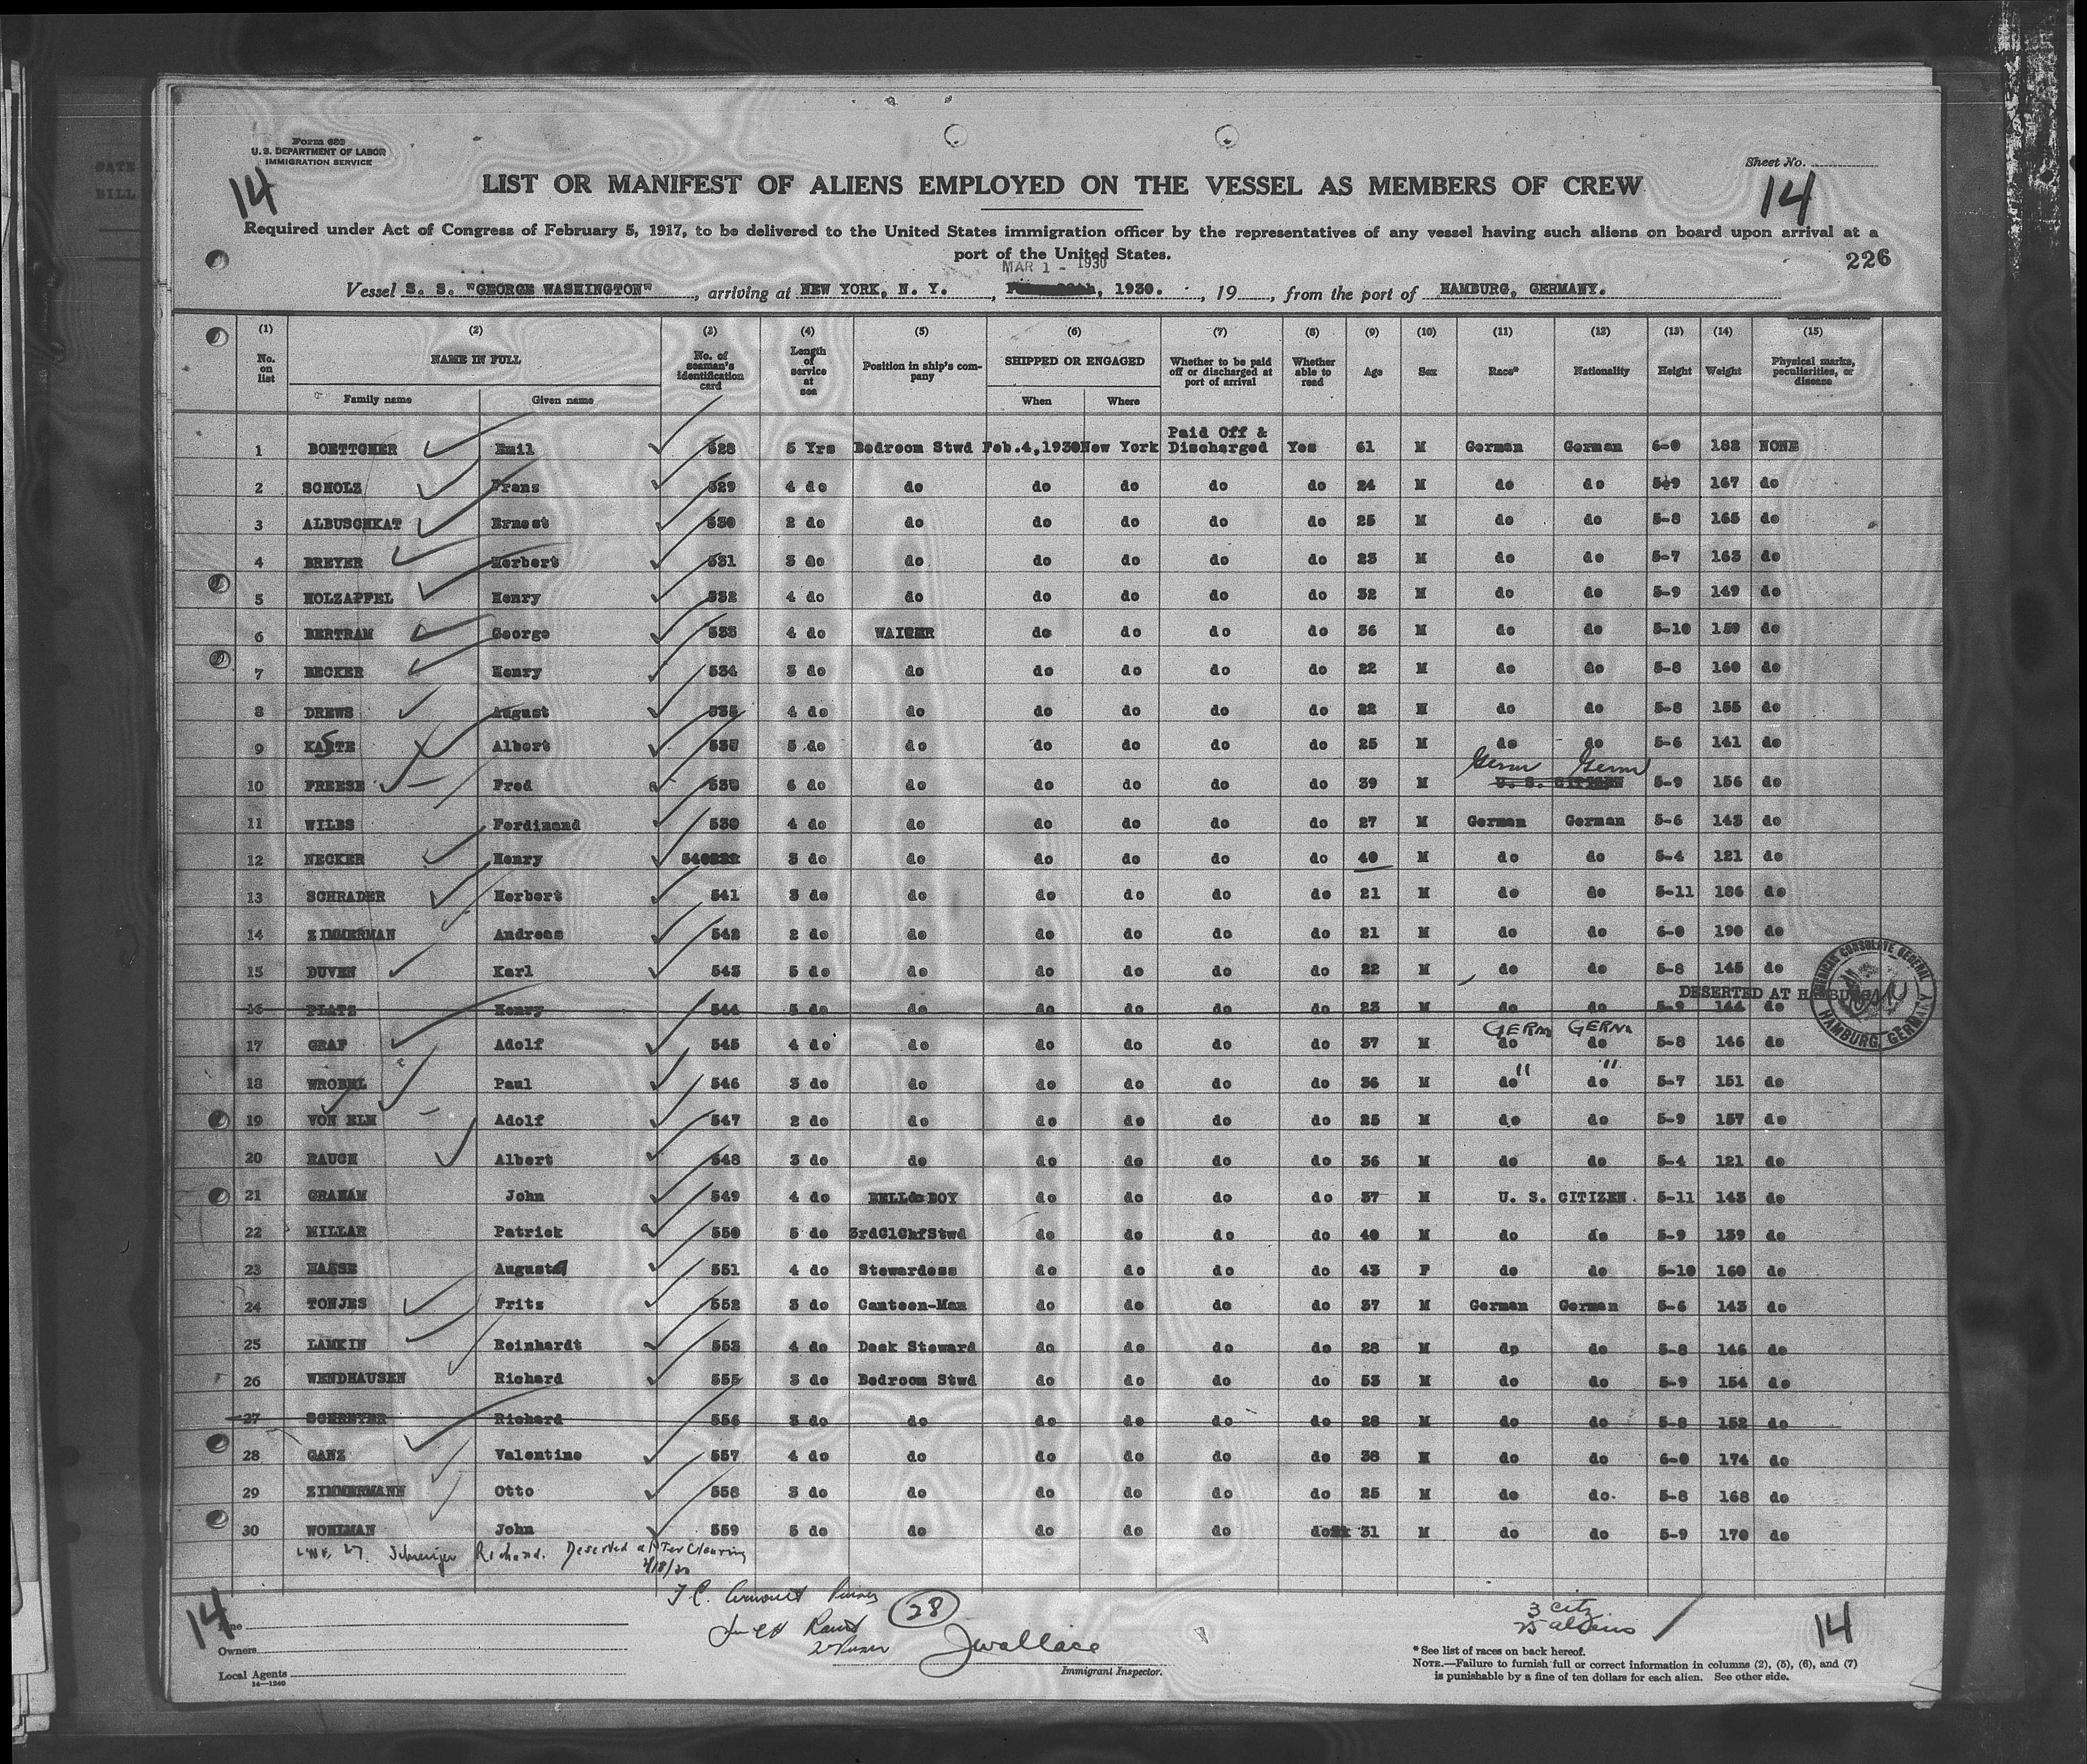 Form 680
U. S. DEPARTMENT OF LABOR
IMMIGRATION SERVICE
Sheet No.
14
14
LIST OR MANIFEST OF ALIENS EMPLOYED ON THE VESSEL AS MEMBERS OF CREW
Required under Act of Congress of February 5, 1917, to be delivered to the United States immigration officer by the representatives of any vessel having such aliens on board upon arrival at a
port of the United States.
226
MAR 1 - 1930
Vessel S. S. "GEORGE WASHINGTON", arriving at NEW YORK, N. Y., 1930., 19, from the port of HAMBURG, GERMANY.
(1) (2) (3) (4) (5) (6) (7) (8) (9) (10) (11) (12) (13) (14) (15)
No. on list NAME IN FULL No. of seaman's identification card Length of service at sea Position in ship's company SHIPPED OR ENGAGED Whether to be paid off or discharged at port of arrival Whether able to read Age Sex Race* Nationality Height Weight Physical marks, peculiarities, or disease
Family name Given name When Where
1 BOETTGHER Emil 528 5 Yrs Bedroom Stwd Feb.4,1930 New York Paid Off & Discharged Yes 61 M German German 6-0 182 NONE
2 SCHOLZ Frans 529 4 do do do do do do 24 M do do 5-9 167 do
3 ALBUSCHKAT Ernest 530 2 do do do do do do 25 M do do 5-8 165 do
4 BREYER Herbert 531 3 do do do do do do 23 M do do 5-7 163 do
5 HOLZAPFEL Henry 532 4 do do do do do do 32 M do do 5-9 149 do
6 BERTRAM George 533 4 do WAITER do do do do 36 M do do 5-10 159 do
7 BECKER Henry 534 3 do do do do do do 22 M do do 5-8 160 do
8 DREWS August 535 4 do do do do do do 22 M do do 5-8 155 do
9 KASTE Albert 537 5 do do do do do do 25 M do do 5-6 141 do
Germ Germ
10 FREESE Fred 538 6 do do do do do do 39 M U. S. CITIZEN 5-9 156 do
11 WILBS Ferdinand 539 4 do do do do do do 27 M German German 5-6 143 do
12 NECKER Henry 540 3 do do do do do do 40 M do do 5-4 121 do
13 SCHRADER Herbert 541 3 do do do do do do 21 M do do 5-11 186 do
14 ZIMMERMAN Andreas 542 2 do do do do do do 21 M do do 6-0 190 do
15 DUVEN Karl 543 5 do do do do do do 22 M do do 5-8 145 do
DESERTED AT HAMBURG
AMERICAN CONSULATE GENERAL HAMBURG, GERMANY
16 PLATZ Henry 544 5 do do do do do do 23 M do do 5-9 144 do
GERM GERM
17 GRAF Adolf 545 4 do do do do do do 37 M do do 5-8 146 do
" "
18 WROBEL Paul 546 3 do do do do do do 36 M do do 5-7 151 do
19 VON ELM Adolf 547 2 do do do do do do 25 M do do 5-9 157 do
20 RAUCH Albert 548 3 do do do do do do 36 M do do 5-4 121 do
21 GRAHAM John 549 4 do BELL BOY do do do do 37 M U. S. CITIZEN 5-11 143 do
22 MILLAR Patrick 550 5 do 3rdClChfStwd do do do do 40 M do do 5-9 139 do
23 HAASE Augusta 551 4 do Stewardess do do do do 43 F do do 5-10 160 do
24 TONJES Frits 552 3 do Canteen-Man do do do do 37 M German German 5-6 143 do
25 LAMKIN Reinhardt 553 4 do Deck Steward do do do do 28 M do do 5-8 146 do
26 WENDHAUSEN Richard 555 3 do Bedroom Stwd do do do do 53 M do do 5-9 154 do
27 SCHREYER Richard 556 3 do do do do do do 28 M do do 5-8 152 do
28 GANZ Valentine 557 4 do do do do do do 38 M do do 6-0 174 do
29 ZIMMERMANN Otto 558 3 do do do do do do 25 M do do 5-8 168 do
30 WOHLMAN John 559 5 do do do do do do 31 M do do 5-9 170 do
Line 27 Richard. Deserted after Clearing
2/18/30
28
3 citz
25 aliens
14
14
Line
Owners
Local Agents
14—1240
JWallace
Immigrant Inspector.
* See list of races on back hereof.
NOTE.—Failure to furnish full or correct information in columns (2), (5), (6), and (7)
is punishable by a fine of ten dollars for each alien. See other side.